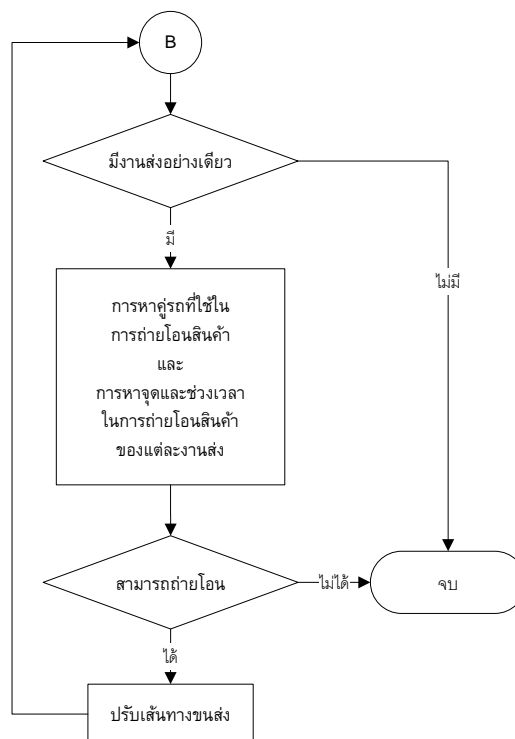 B
มีงานส่งอย่างเดียว
มี
ไม่มี
การหาคู่รถที่ใช้ใน
การถ่ายโอนสินค้า
และ
การหาจุดและช่วงเวลา
ในการถ่ายโอนสินค้า
ของแต่ละงานส่ง
สามารถถ่ายโอน
ไม่ได้
จบ
ได้
ปรับเส้นทางขนส่ง